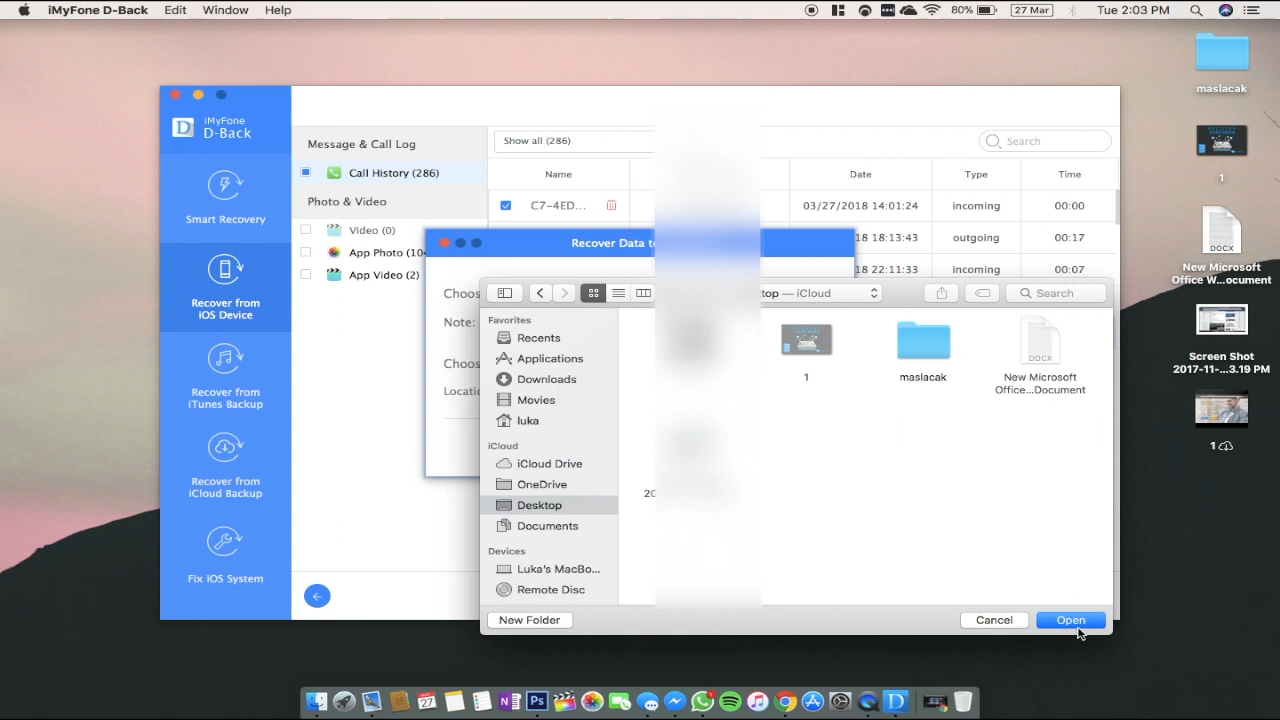 iMyFone D-Back Edit Window Help 80% 27 Mar Tue 2:03 PM
iMyFone
D-Back
Smart Recovery
Recover from
iOS Device
Recover from
iTunes Backup
Recover from
iCloud Backup
Fix iOS System
Message & Call Log
Call History (286)
Photo & Video
Video (0)
App Photo (104
App Video (2)
Show all (286)
Search
Name Date Type Time
C7-4ED... 03/27/2018 14:01:24 incoming 00:00
18 18:13:43 outgoing 00:17
18 22:11:33 incoming 00:07
Recover Data to
Choos
Note:
Choos
Locatio
top — iCloud
Search
Favorites
Recents
Applications
Downloads
Movies
luka
iCloud
iCloud Drive
OneDrive
Desktop
Documents
Devices
Luka's MacBo...
Remote Disc
1
maslacak
DOCX
New Microsoft
Office...Document
20
New Folder Cancel Open
maslacak
1
DOCX
New Microsoft
Office W...ocument
Screen Shot
2017-11-...3.19 PM
1